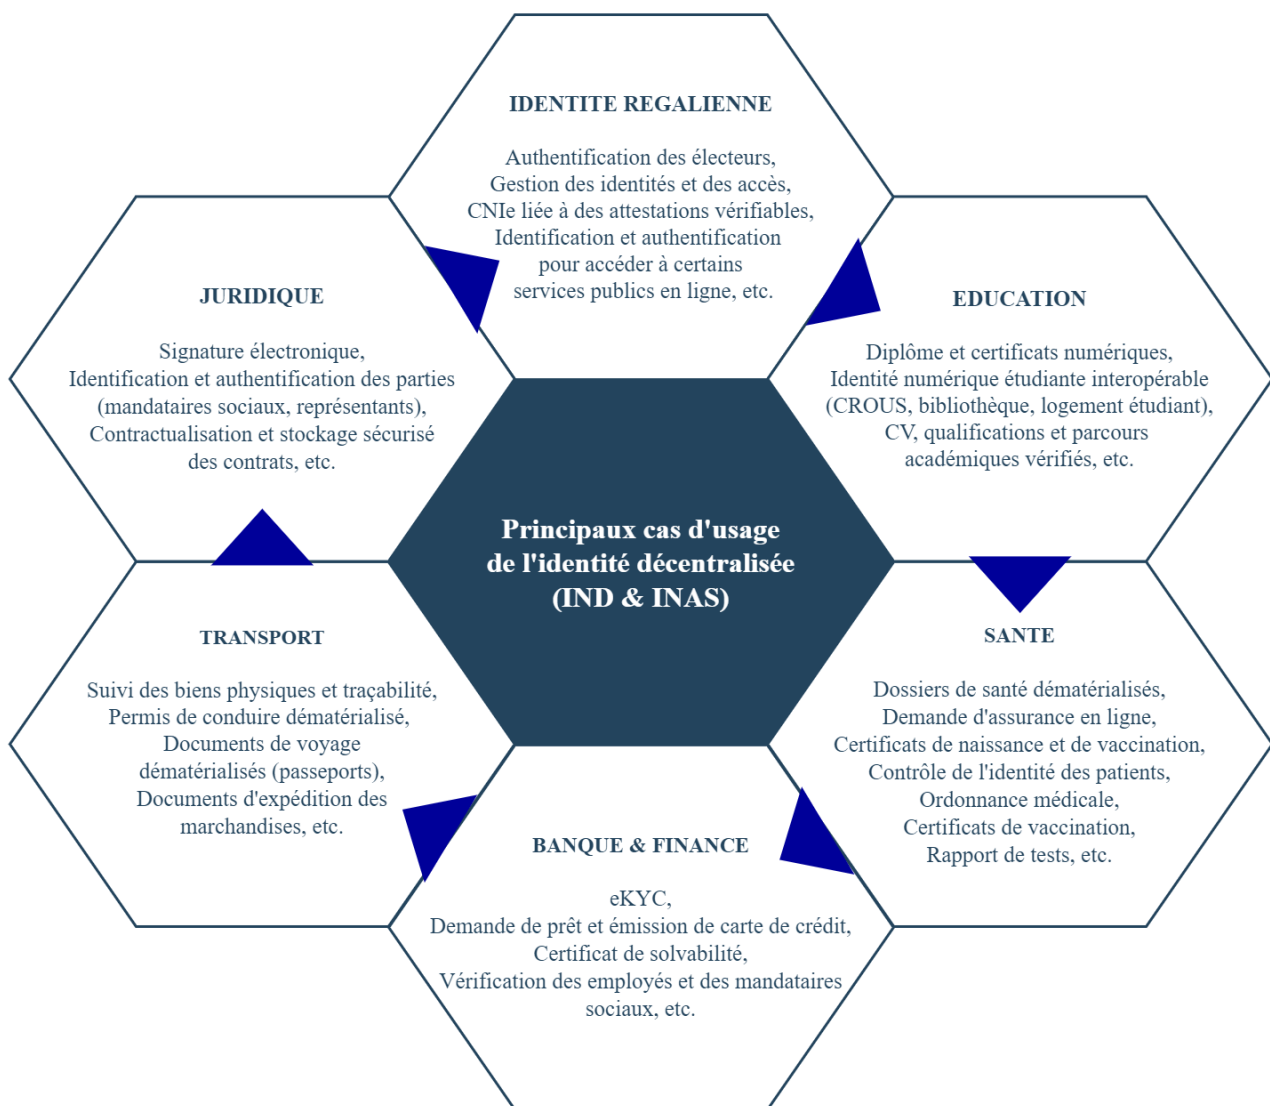 IDENTITE REGALIENNE
Authentification des électeurs,
Gestion des identités et des accès,
CNIe liée à des attestations vérifiables,
Identification et authentification
pour accéder à certains
services publics en ligne, etc.
JURIDIQUE
Signature électronique,
Identification et authentification des parties
(mandataires sociaux, représentants),
Contractualisation et stockage sécurisé
des contrats, etc.
EDUCATION
Diplôme et certificats numériques,
Identité numérique étudiante interopérable
(CROUS, bibliothèque, logement étudiant),
CV, qualifications et parcours
académiques vérifiés, etc.
Principaux cas d'usage
de l'identité décentralisée
(IND & INAS)
TRANSPORT
Suivi des biens physiques et traçabilité,
Permis de conduire dématérialisé,
Documents de voyage
dématérialisés (passeports),
Documents d'expédition des
marchandises, etc.
SANTE
Dossiers de santé dématérialisés,
Demande d'assurance en ligne,
Certificats de naissance et de vaccination,
Contrôle de l'identité des patients,
Ordonnance médicale,
Certificats de vaccination,
Rapport de tests, etc.
BANQUE & FINANCE
eKYC,
Demande de prêt et émission de carte de crédit,
Certificat de solvabilité,
Vérification des employés et des mandataires
sociaux, etc.